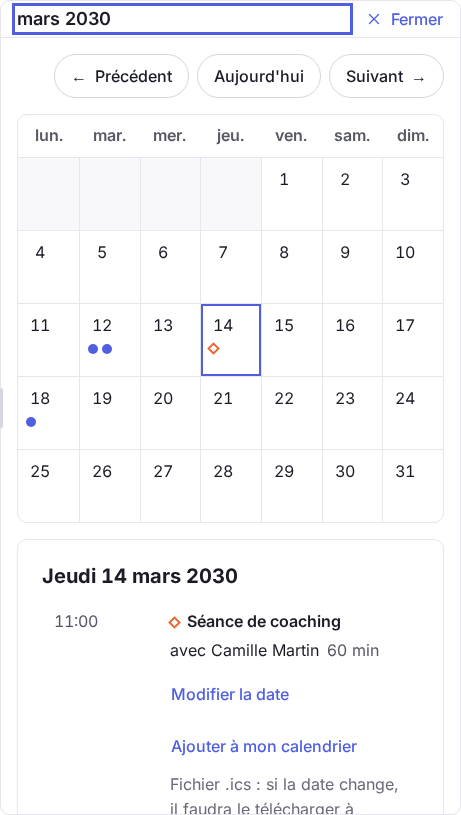 mars 2030
× Fermer
← Précédent
Aujourd'hui
Suivant →
lun. mar. mer. jeu. ven. sam. dim.
1 2 3
4 5 6 7 8 9 10
11 12 13 14 15 16 17
18 19 20 21 22 23 24
25 26 27 28 29 30 31
Jeudi 14 mars 2030
11:00
Séance de coaching
avec Camille Martin 60 min
Modifier la date
Ajouter à mon calendrier
Fichier .ics : si la date change,
il faudra le télécharger à